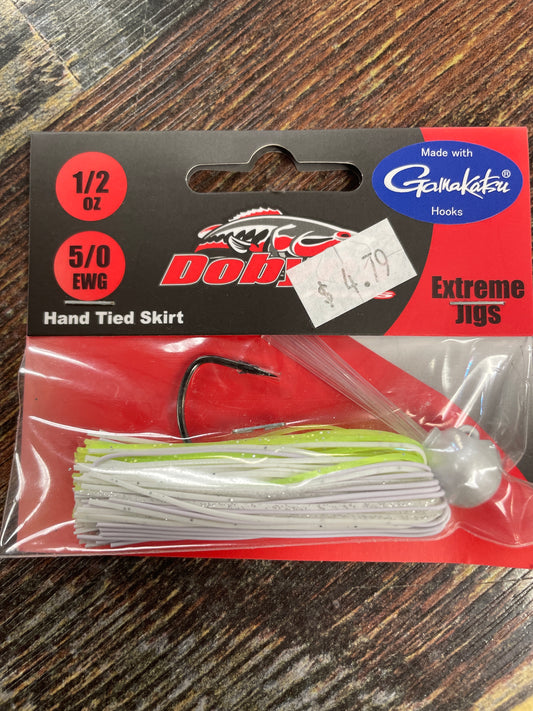 1/2
OZ
5/0
EWG
Hand Tied Skirt
Made with
Gamakatsu®
Hooks
$ 4.79
Extreme
Jigs